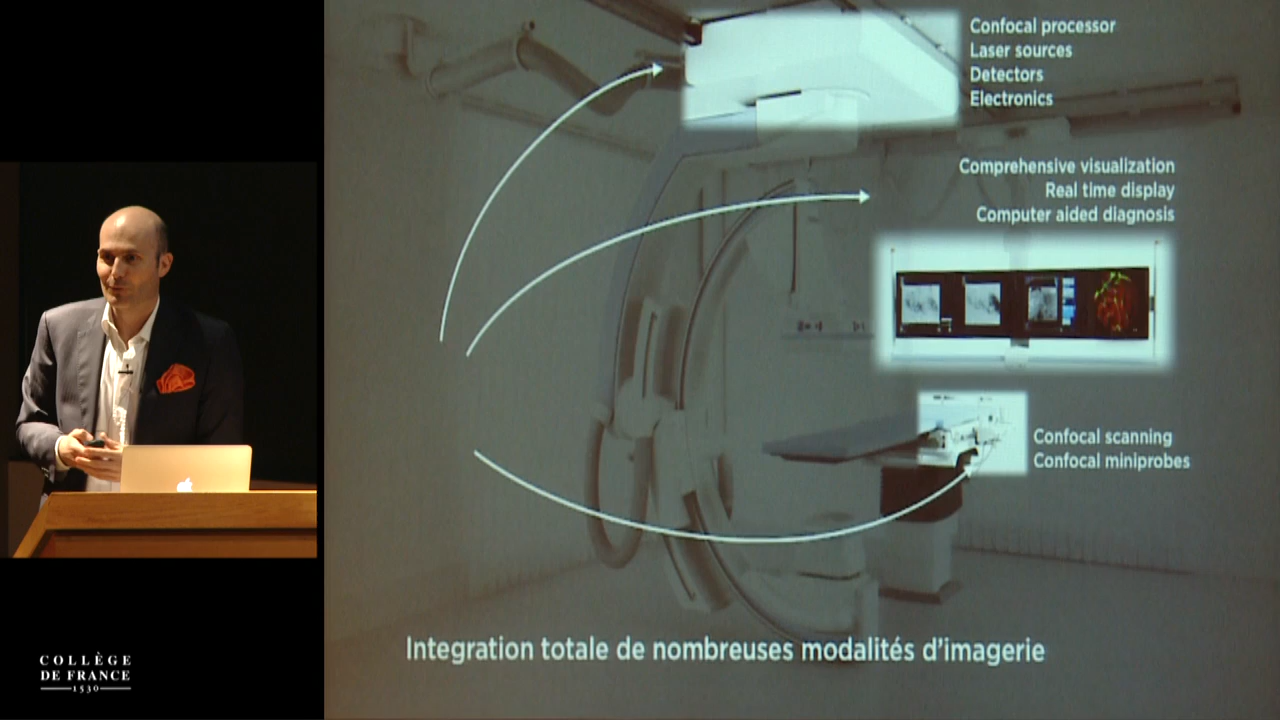 Confocal processor
Laser sources
Detectors
Electronics
Comprehensive visualization
Real time display
Computer aided diagnosis
Confocal scanning
Confocal miniprobes
Integration totale de nombreuses modalités d'imagerie
COLLÈGE
DE FRANCE
1530